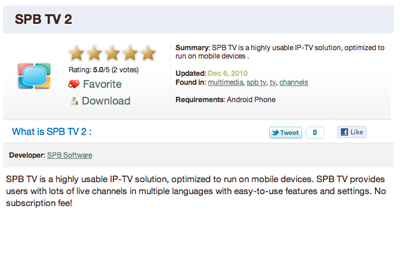 SPB TV 2
Summary: SPB TV is a highly usable IP-TV solution, optimized to
run on mobile devices .
Rating: 5.0/5 (2 votes)
Favorite
Download
Updated: Dec 6, 2010
Found in: multimedia, spb tv, tv, channels
Requirements: Android Phone
What is SPB TV 2 :
Tweet 0 Like
Developer: SPB Software
SPB TV is a highly usable IP-TV solution, optimized to run on mobile devices. SPB TV provides
users with lots of live channels in multiple languages with easy-to-use features and settings. No
subscription fee!